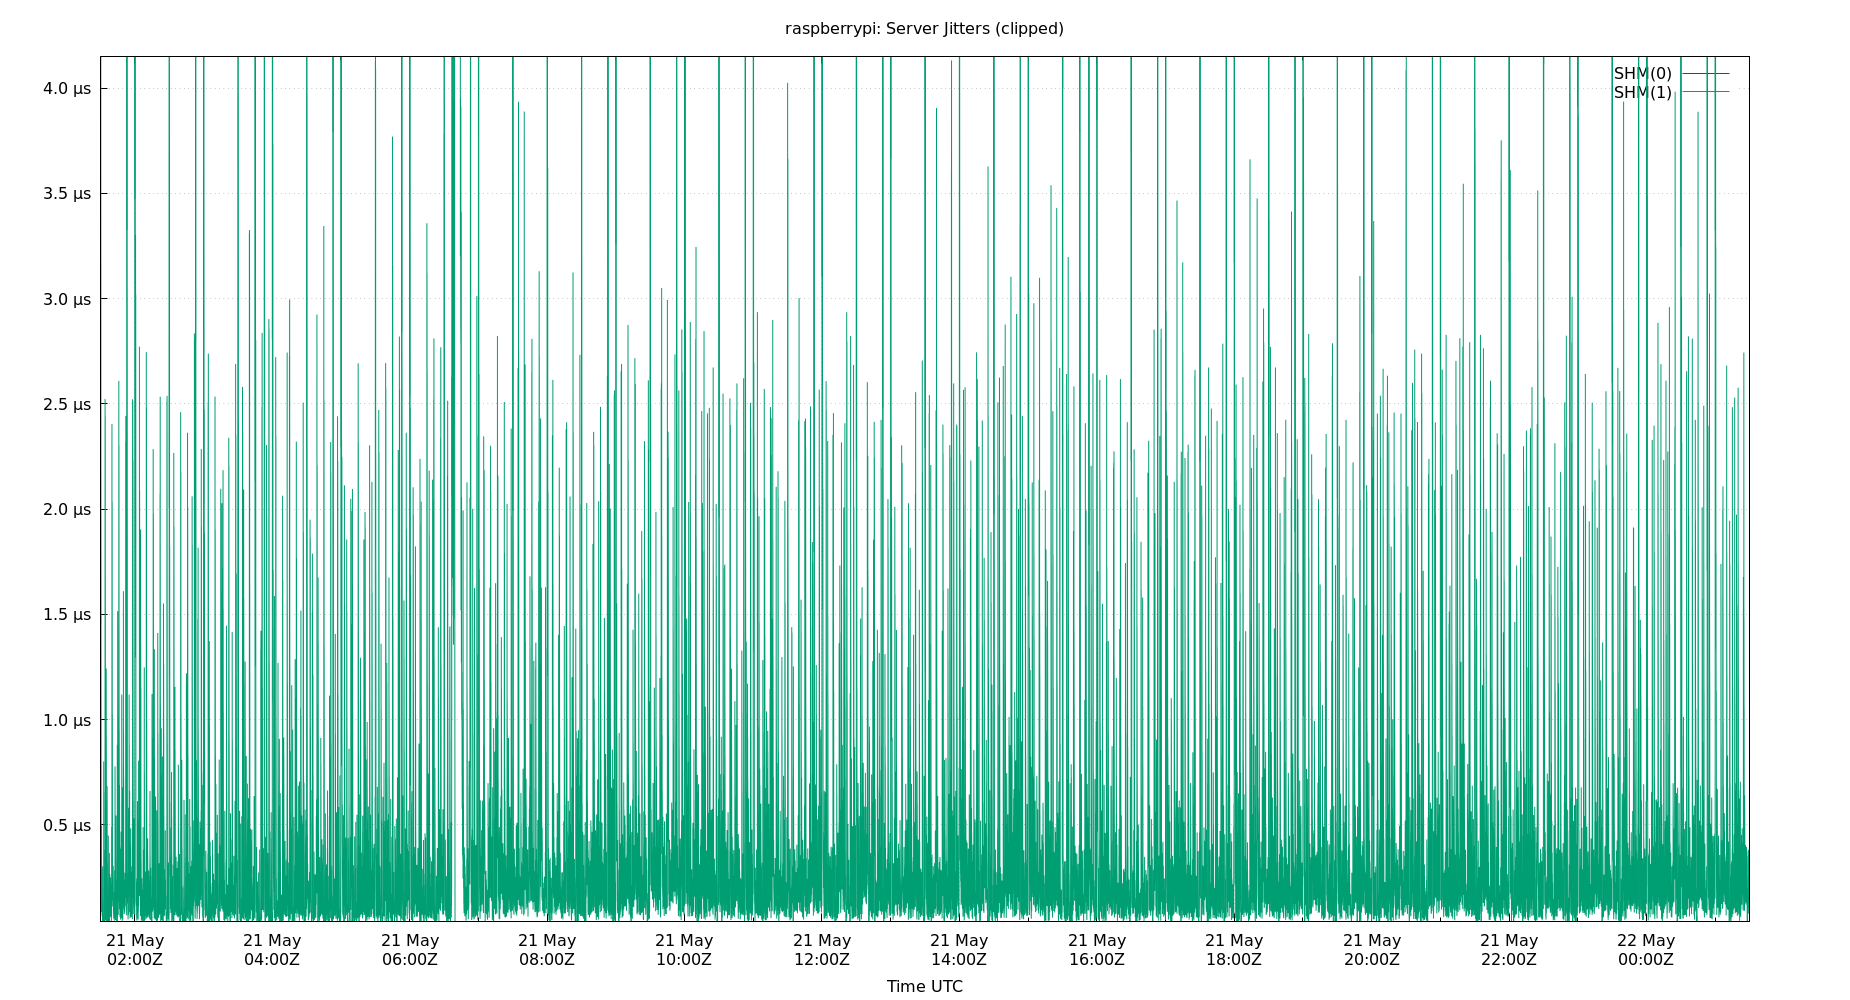 raspberrypi: Server Jitters (clipped)
SHM(0)
SHM(1)
4.0 μs
3.5 μs
3.0 μs
2.5 μs
2.0 μs
1.5 μs
1.0 μs
0.5 μs
21 May 21 May 21 May 21 May 21 May 21 May 21 May 21 May 21 May 21 May 21 May 22 May
02:00Z 04:00Z 06:00Z 08:00Z 10:00Z 12:00Z 14:00Z 16:00Z 18:00Z 20:00Z 22:00Z 00:00Z
Time UTC